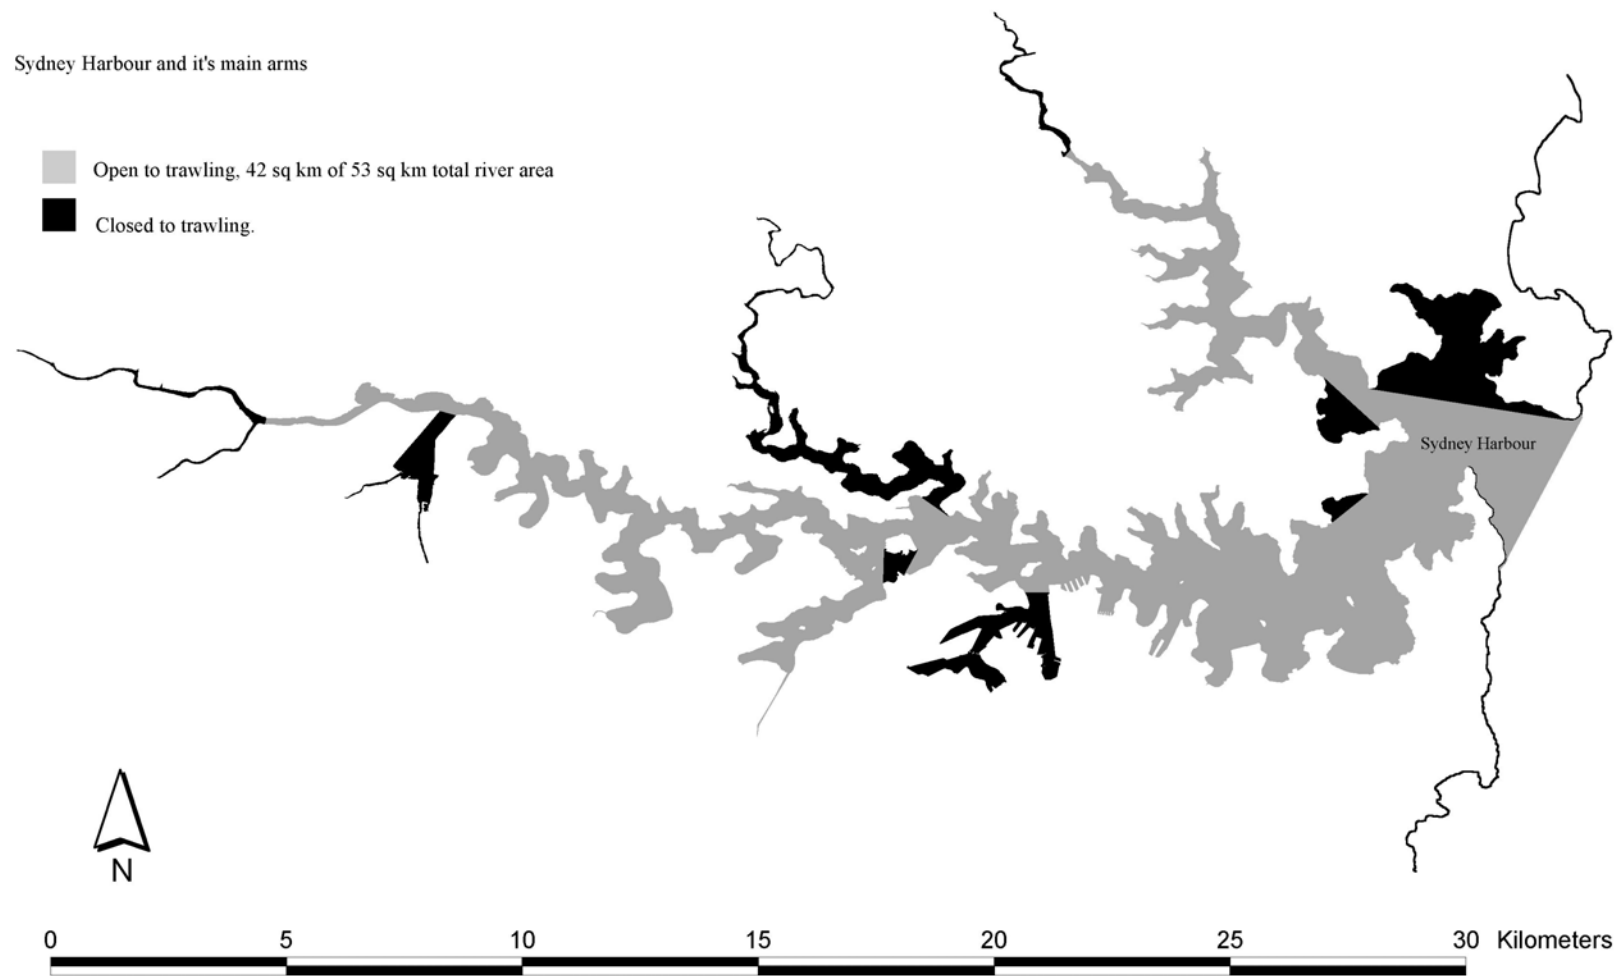 Sydney Harbour and it's main arms
Open to trawling, 42 sq km of 53 sq km total river area
Closed to trawling.
Sydney Harbour
N
0 5 10 15 20 25 30 Kilometers